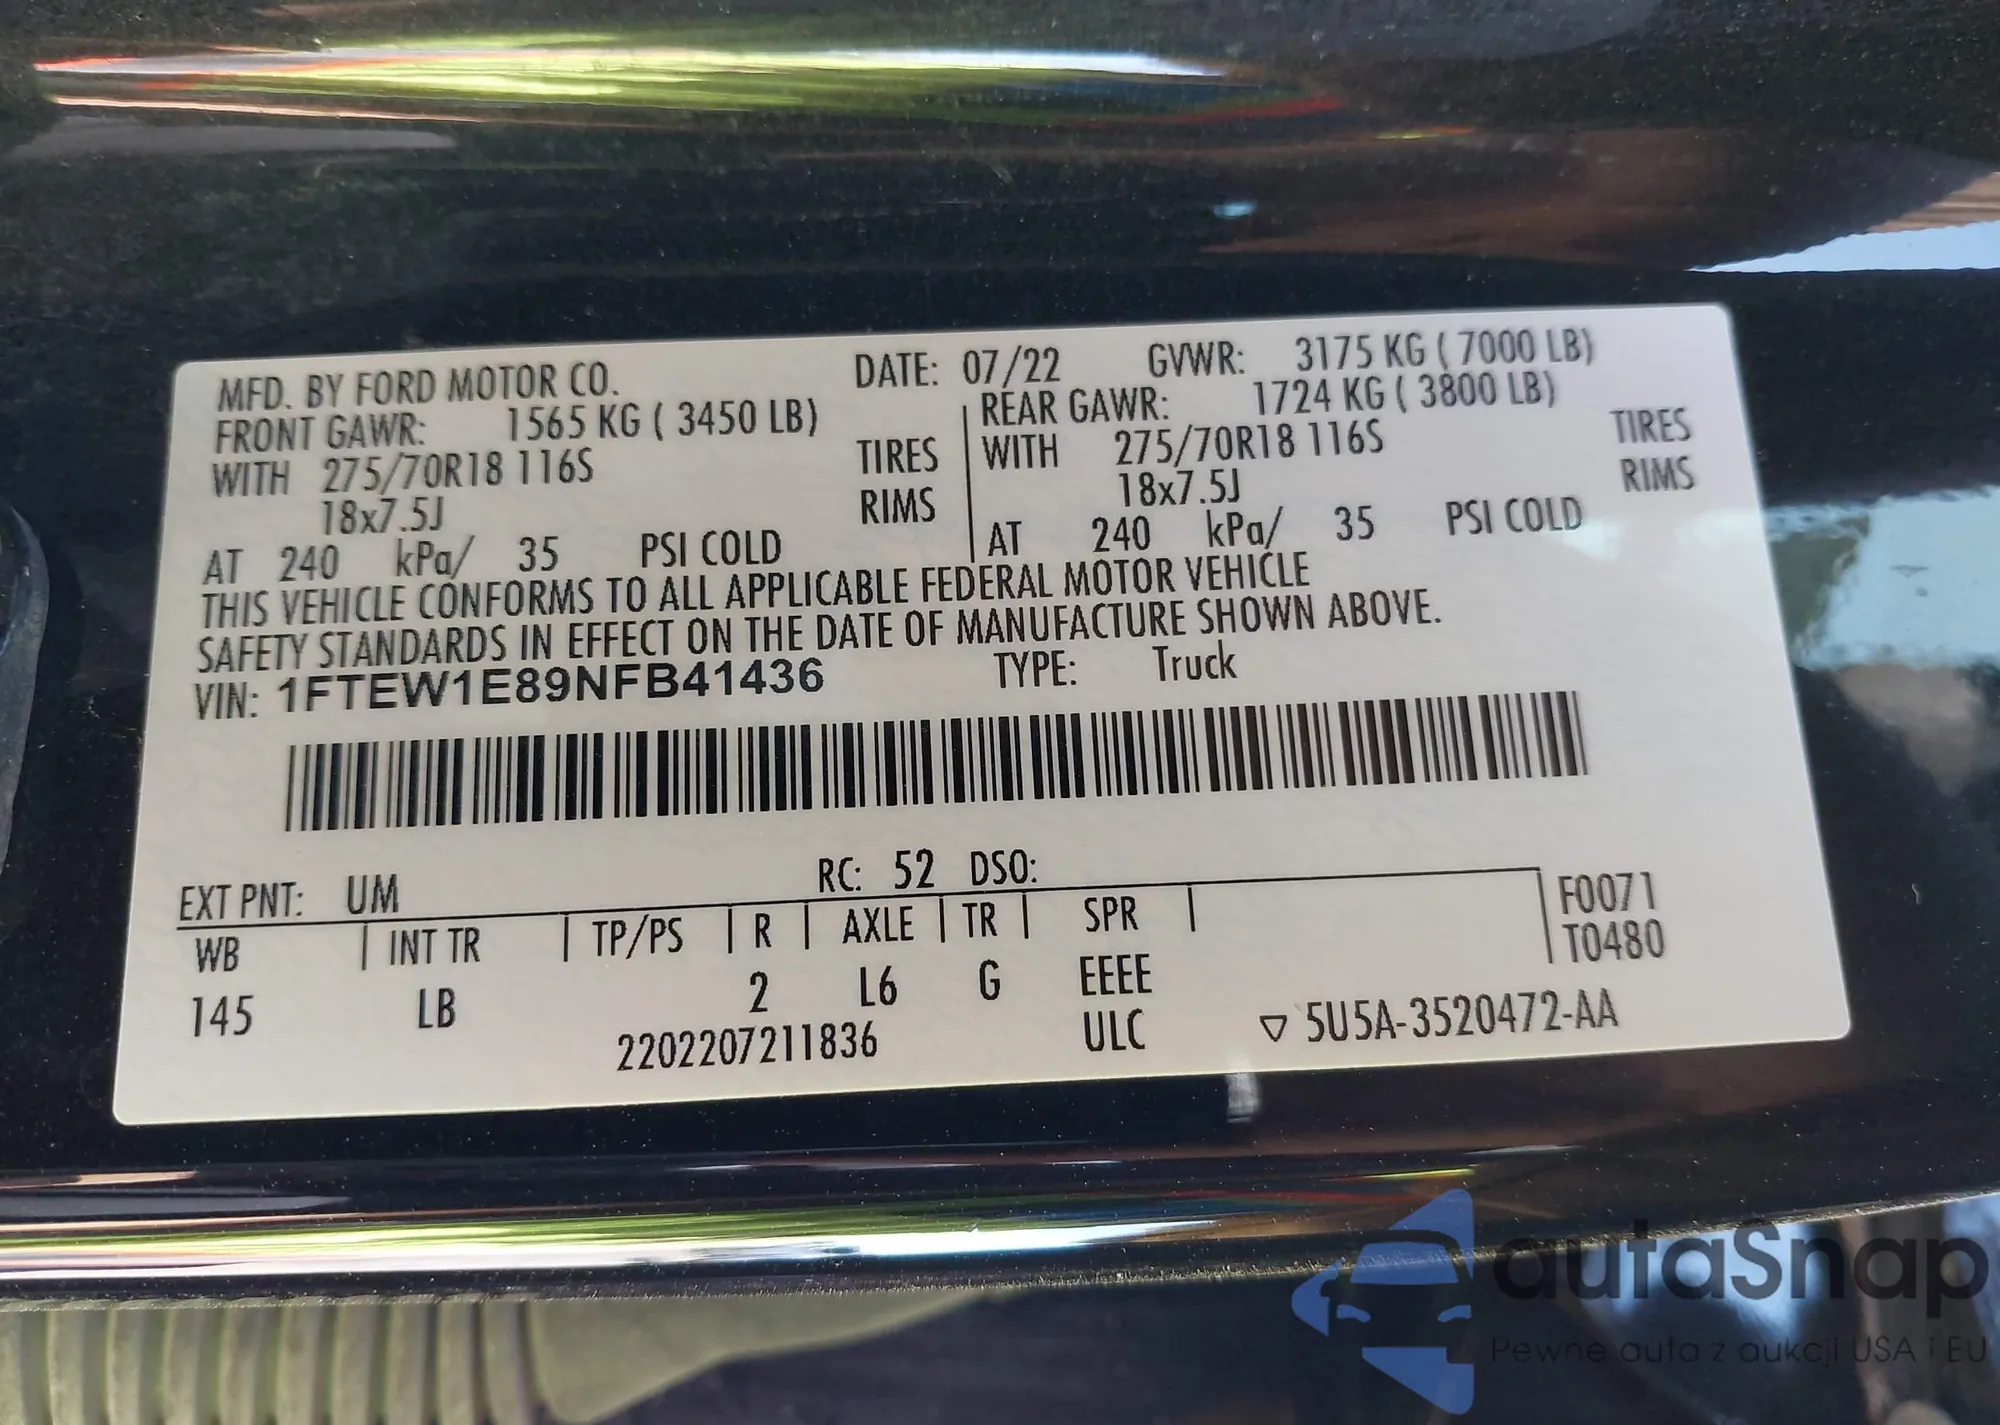 MFD. BY FORD MOTOR CO. DATE: 07/22 GVWR: 3175 KG ( 7000 LB)
FRONT GAWR: 1565 KG ( 3450 LB) REAR GAWR: 1724 KG ( 3800 LB)
WITH 275/70R18 116S TIRES WITH 275/70R18 116S TIRES
18x7.5J RIMS 18x7.5J RIMS
AT 240 kPa/ 35 PSI COLD AT 240 kPa/ 35 PSI COLD
THIS VEHICLE CONFORMS TO ALL APPLICABLE FEDERAL MOTOR VEHICLE
SAFETY STANDARDS IN EFFECT ON THE DATE OF MANUFACTURE SHOWN ABOVE.
VIN: 1FTEW1E89NFB41436 TYPE: Truck
EXT PNT: UM RC: 52 DSO:
WB INT TR TP/PS R AXLE TR SPR F0071
T0480
145 LB 2 L6 G EEEE
2202207211836 ULC ▽ 5U5A-3520472-AA
autaSnap
Pewne auta z aukcji USA i EU